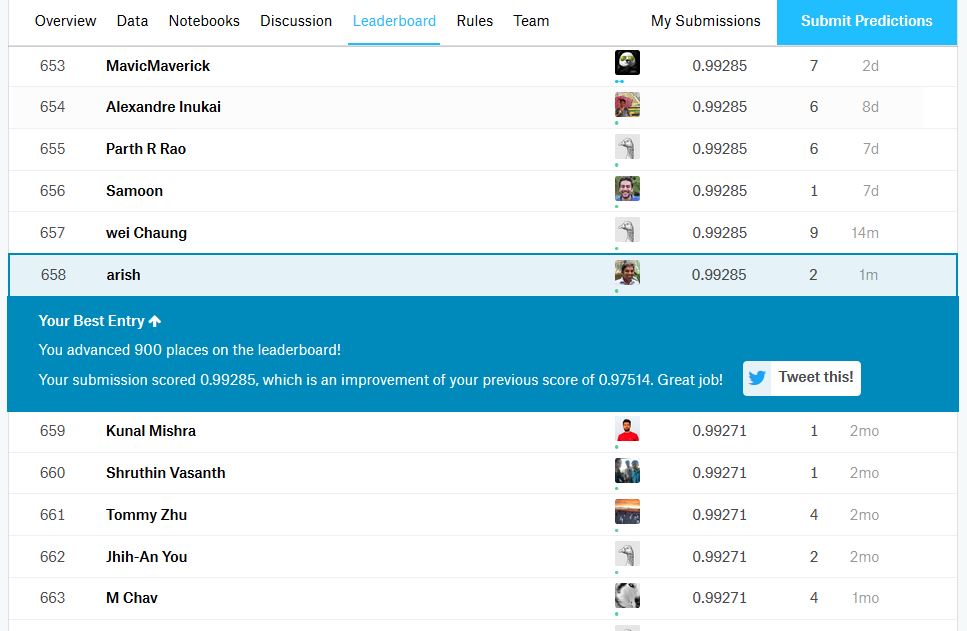 Overview Data Notebooks Discussion Leaderboard Rules Team My Submissions Submit Predictions
653 MavicMaverick 0.99285 7 2d
654 Alexandre Inukai 0.99285 6 8d
655 Parth R Rao 0.99285 6 7d
656 Samoon 0.99285 1 7d
657 wei Chaung 0.99285 9 14m
658 arish 0.99285 2 1m
Your Best Entry ↑
You advanced 900 places on the leaderboard!
Your submission scored 0.99285, which is an improvement of your previous score of 0.97514. Great job! Tweet this!
659 Kunal Mishra 0.99271 1 2mo
660 Shruthin Vasanth 0.99271 1 2mo
661 Tommy Zhu 0.99271 4 2mo
662 Jhih-An You 0.99271 2 2mo
663 M Chav 0.99271 4 1mo